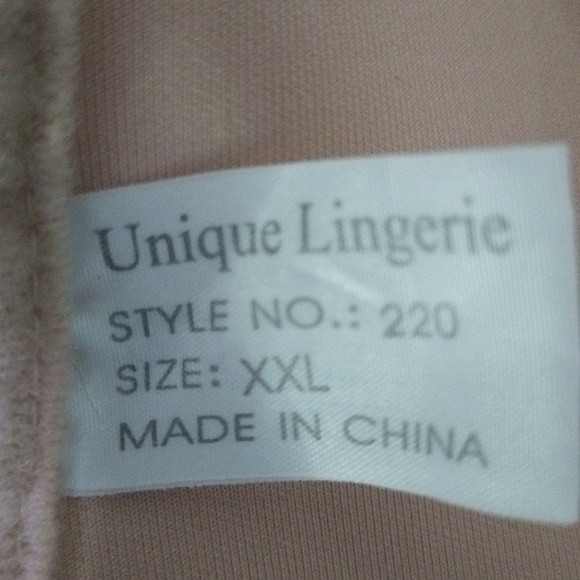 Unique Lingerie
STYLE NO.: 220
SIZE: XXL
MADE IN CHINA